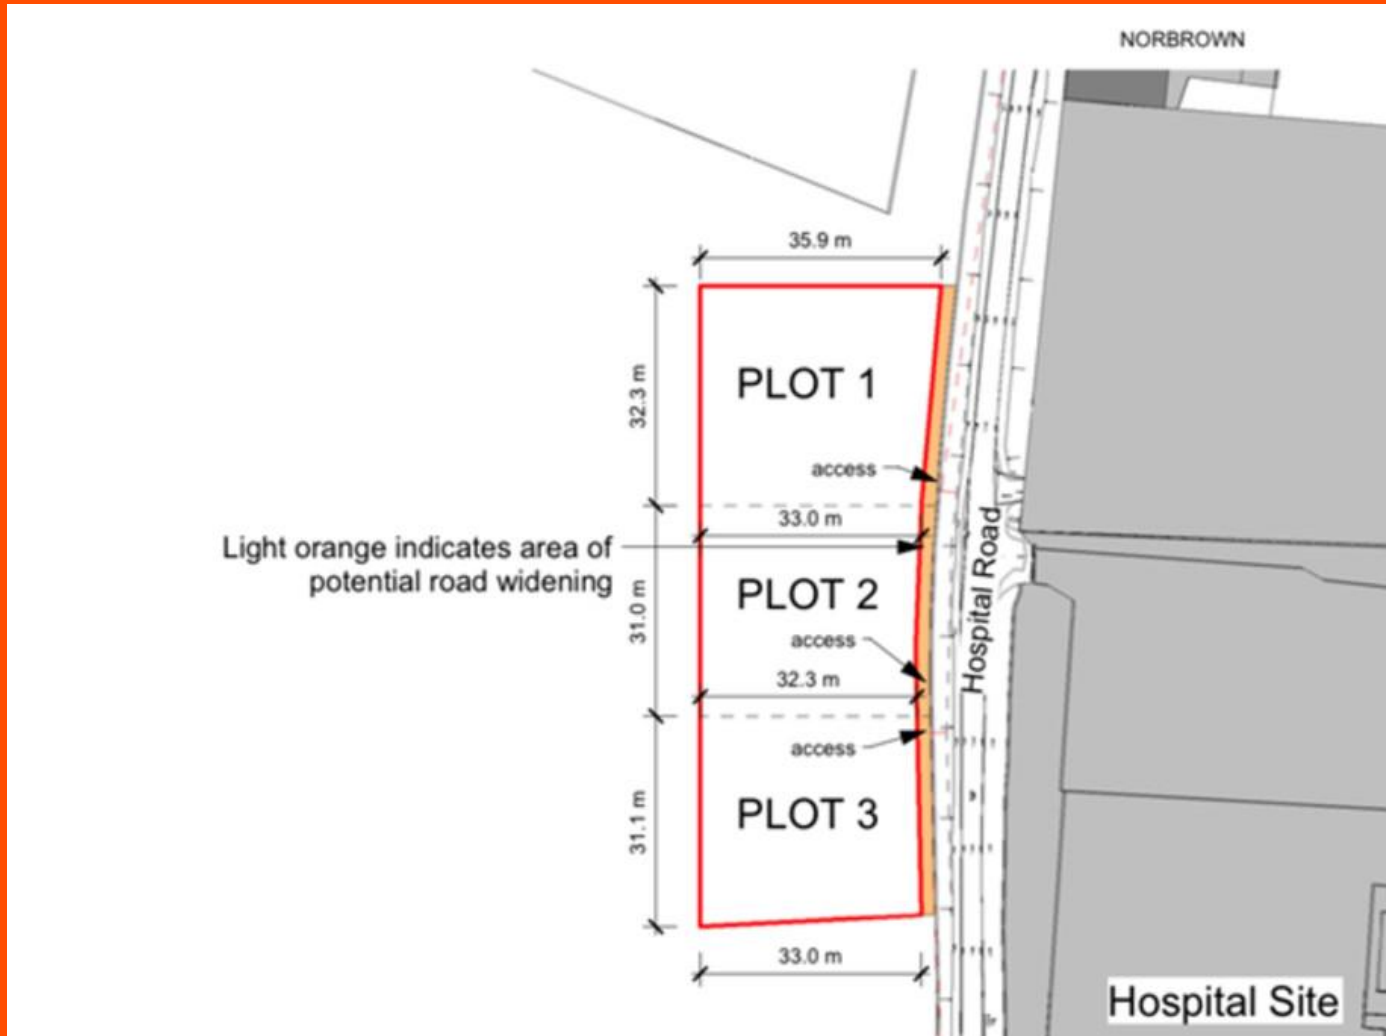 NORBROWN
35.9 m
32.3 m
PLOT 1
access
33.0 m
Light orange indicates area of
potential road widening
31.0 m
PLOT 2
Hospital Road
access
32.3 m
access
31.1 m
PLOT 3
33.0 m
Hospital Site